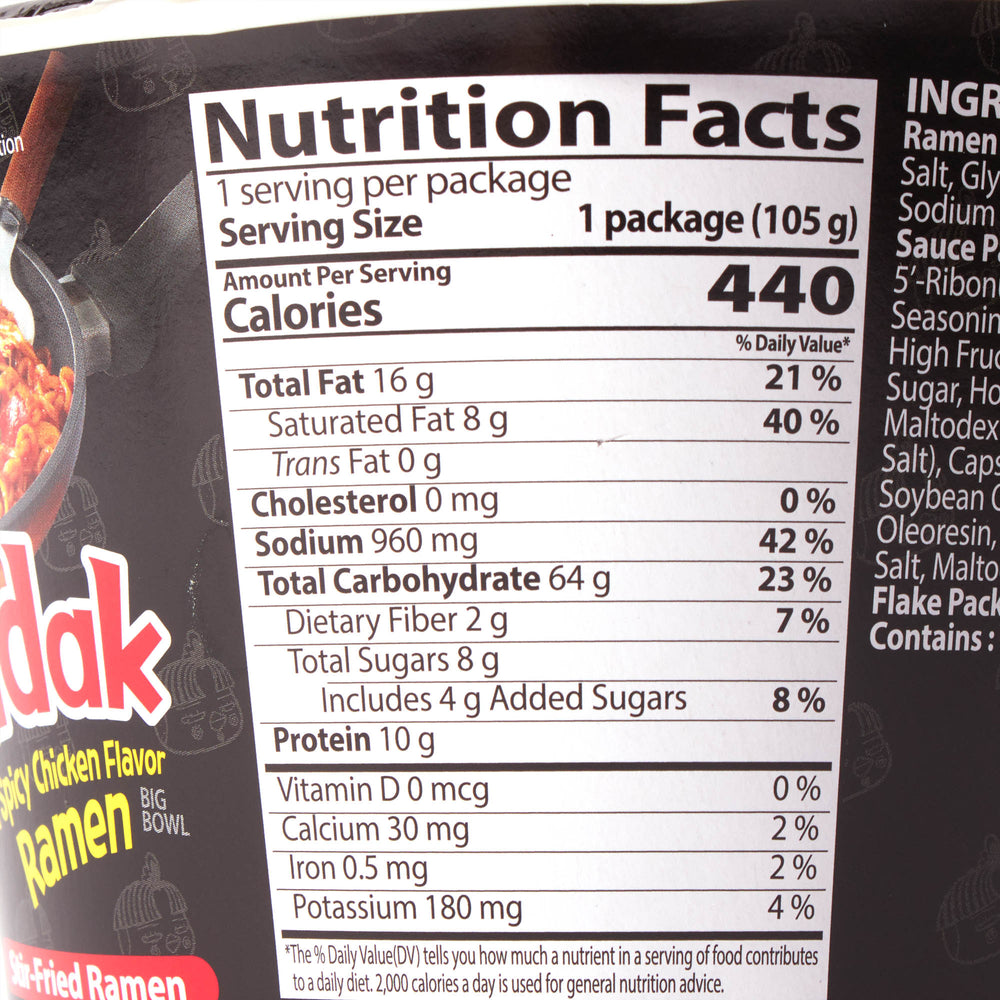 Nutrition Facts
1 serving per package
Serving Size 1 package (105 g)
Amount Per Serving
Calories 440
% Daily Value*
Total Fat 16 g 21 %
Saturated Fat 8 g 40 %
Trans Fat 0 g
Cholesterol 0 mg 0 %
Sodium 960 mg 42 %
Total Carbohydrate 64 g 23 %
Dietary Fiber 2 g 7 %
Total Sugars 8 g
Includes 4 g Added Sugars 8 %
Protein 10 g
Vitamin D 0 mcg 0 %
Calcium 30 mg 2 %
Iron 0.5 mg 2 %
Potassium 180 mg 4 %
*The % Daily Value(DV) tells you how much a nutrient in a serving of food contributes
to a daily diet. 2,000 calories a day is used for general nutrition advice.
INGR
Ramen
Salt, Gly
Sodium
Sauce P
5'-Ribon
Seasonin
High Fruc
Sugar, Ho
Maltodex
Salt), Caps
Soybean
Oleoresin,
Salt, Malto
Flake Pack
Contains :
tion
dak
Spicy Chicken Flavor
Ramen
BIG
BOWL
Stir-Fried Ramen